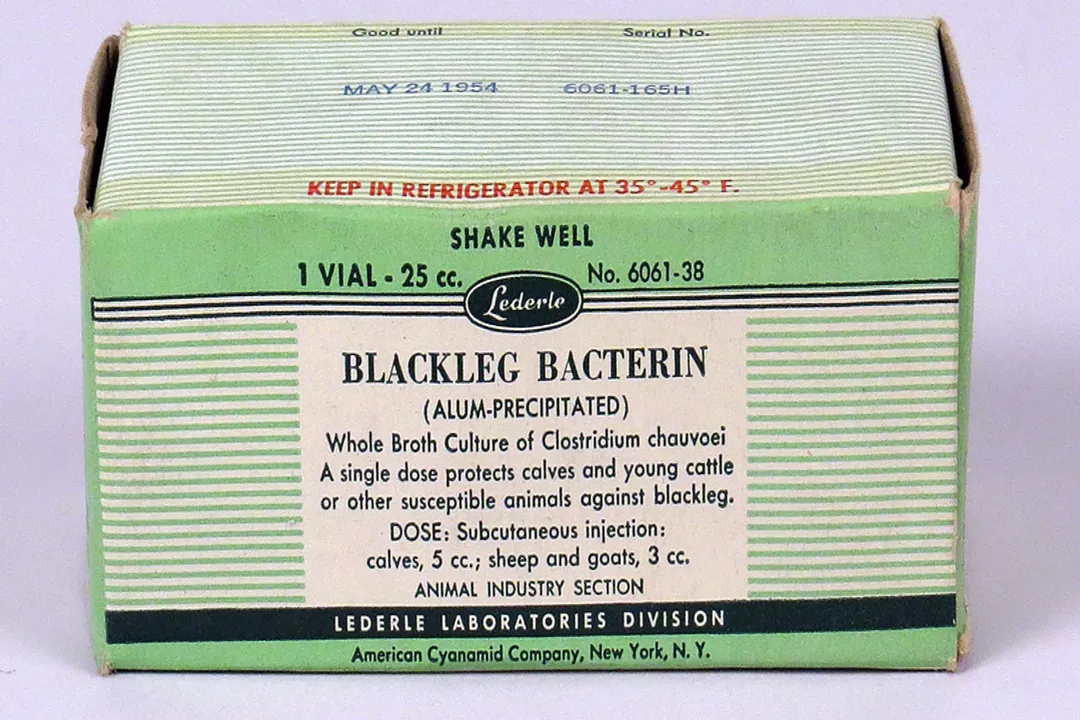 Good until Serial No.
MAY 24 1954 6061-165H
KEEP IN REFRIGERATOR AT 35°-45° F.
SHAKE WELL
1 VIAL - 25 cc. No. 6061-38
Lederle
BLACKLEG BACTERIN
(ALUM-PRECIPITATED)
Whole Broth Culture of Clostridium chauvoei
A single dose protects calves and young cattle
or other susceptible animals against blackleg.
DOSE: Subcutaneous injection:
calves, 5 cc.; sheep and goats, 3 cc.
ANIMAL INDUSTRY SECTION
LEDERLE LABORATORIES DIVISION
American Cyanamid Company, New York, N. Y.